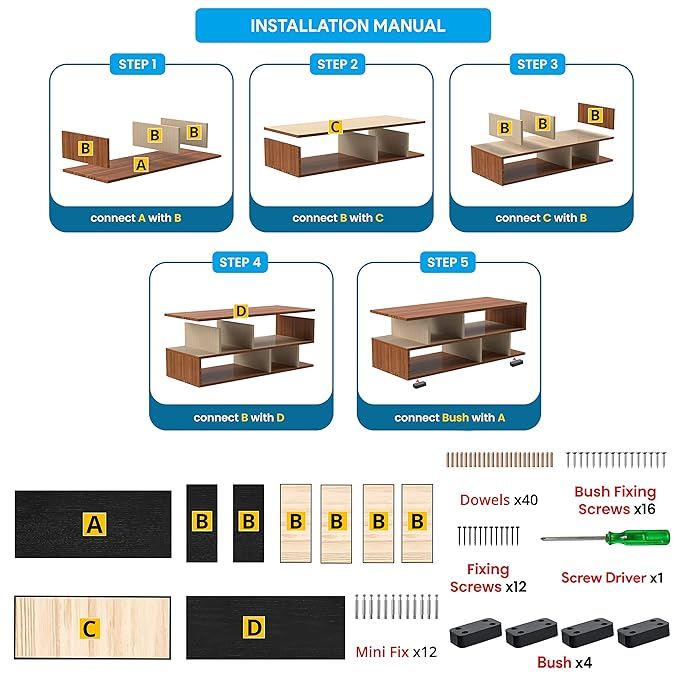 INSTALLATION MANUAL
STEP 1
B
B
B
A
connect A with B
STEP 2
C
connect B with C
STEP 3
B
B
B
connect C with B
STEP 4
D
connect B with D
STEP 5
connect Bush with A
A
B
B
B
B
B
B
C
D
Mini Fix x12
Dowels x40
Bush Fixing
Screws x16
Fixing
Screws x12
Screw Driver x1
Bush x4